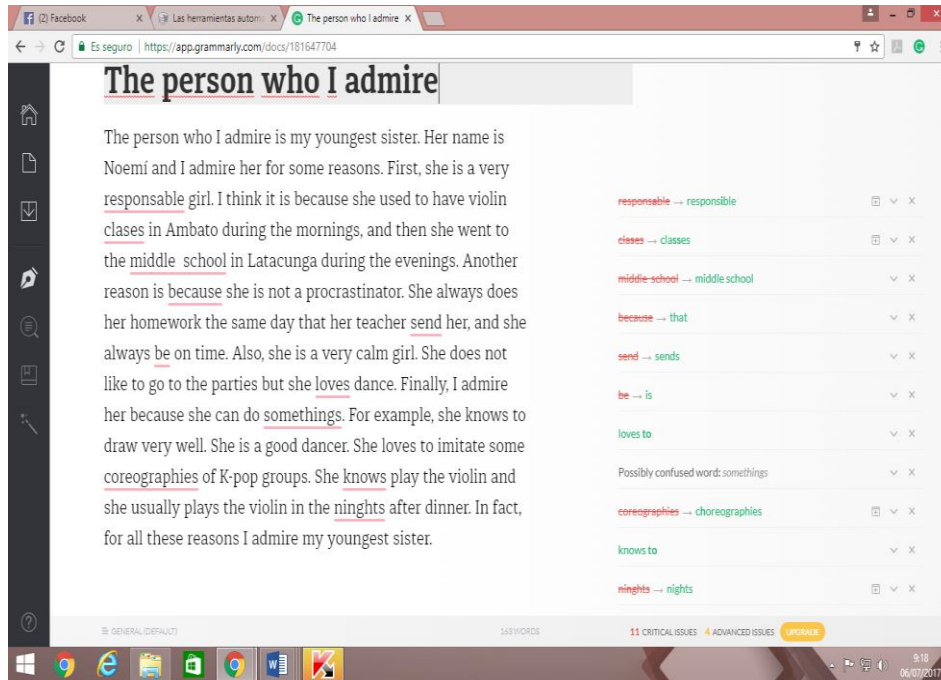 (2) Facebook
Las herramientas autom
The person who I admire
Es seguro
https://app.grammarly.com/docs/181647704
The person who I admire
The person who I admire is my youngest sister. Her name is
Noemí and I admire her for some reasons. First, she is a very
responsable girl. I think it is because she used to have violin
clases in Ambato during the mornings, and then she went to
the middle  school in Latacunga during the evenings. Another
reason is because she is not a procrastinator. She always does
her homework the same day that her teacher send her, and she
always be on time. Also, she is a very calm girl. She does not
like to go to the parties but she loves dance. Finally, I admire
her because she can do somethings. For example, she knows to
draw very well. She is a good dancer. She loves to imitate some
coreographies of K-pop groups. She knows play the violin and
she usually plays the violin in the ninghts after dinner. In fact,
for all these reasons I admire my youngest sister.
responsable → responsible
clases → classes
middle school → middle school
because → that
send → sends
be → is
loves to
Possibly confused word: somethings
coreographies → choreographies
knows to
ninghts → nights
GENERAL (DEFAULT)
163 WORDS
11 CRITICAL ISSUES
4 ADVANCED ISSUES
UPGRADE
9:18
06/07/2017